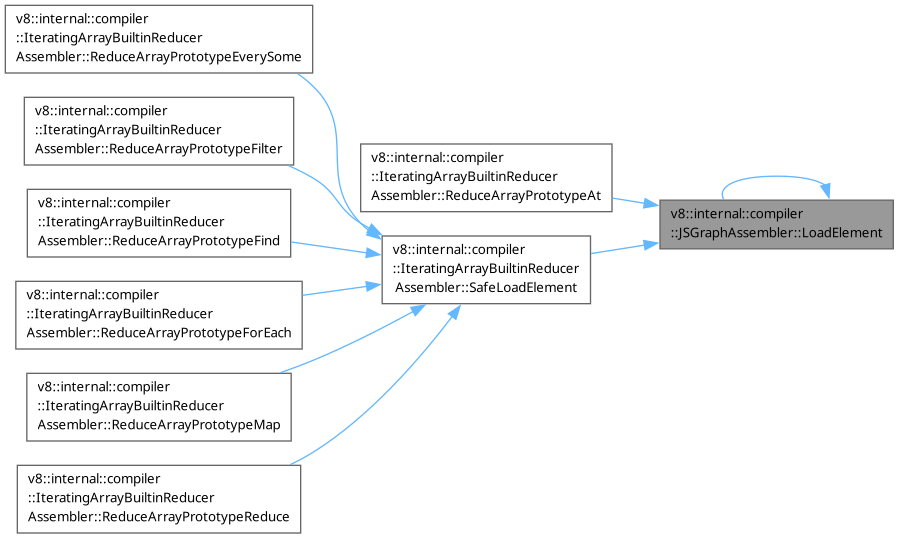 v8::internal::compiler
::IteratingArrayBuiltinReducer
Assembler::ReduceArrayPrototypeEverySome
v8::internal::compiler
::IteratingArrayBuiltinReducer
Assembler::ReduceArrayPrototypeFilter
v8::internal::compiler
::IteratingArrayBuiltinReducer
Assembler::ReduceArrayPrototypeFind
v8::internal::compiler
::IteratingArrayBuiltinReducer
Assembler::ReduceArrayPrototypeForEach
v8::internal::compiler
::IteratingArrayBuiltinReducer
Assembler::ReduceArrayPrototypeMap
v8::internal::compiler
::IteratingArrayBuiltinReducer
Assembler::ReduceArrayPrototypeReduce
v8::internal::compiler
::IteratingArrayBuiltinReducer
Assembler::ReduceArrayPrototypeAt
v8::internal::compiler
::IteratingArrayBuiltinReducer
Assembler::SafeLoadElement
v8::internal::compiler
::JSGraphAssembler::LoadElement